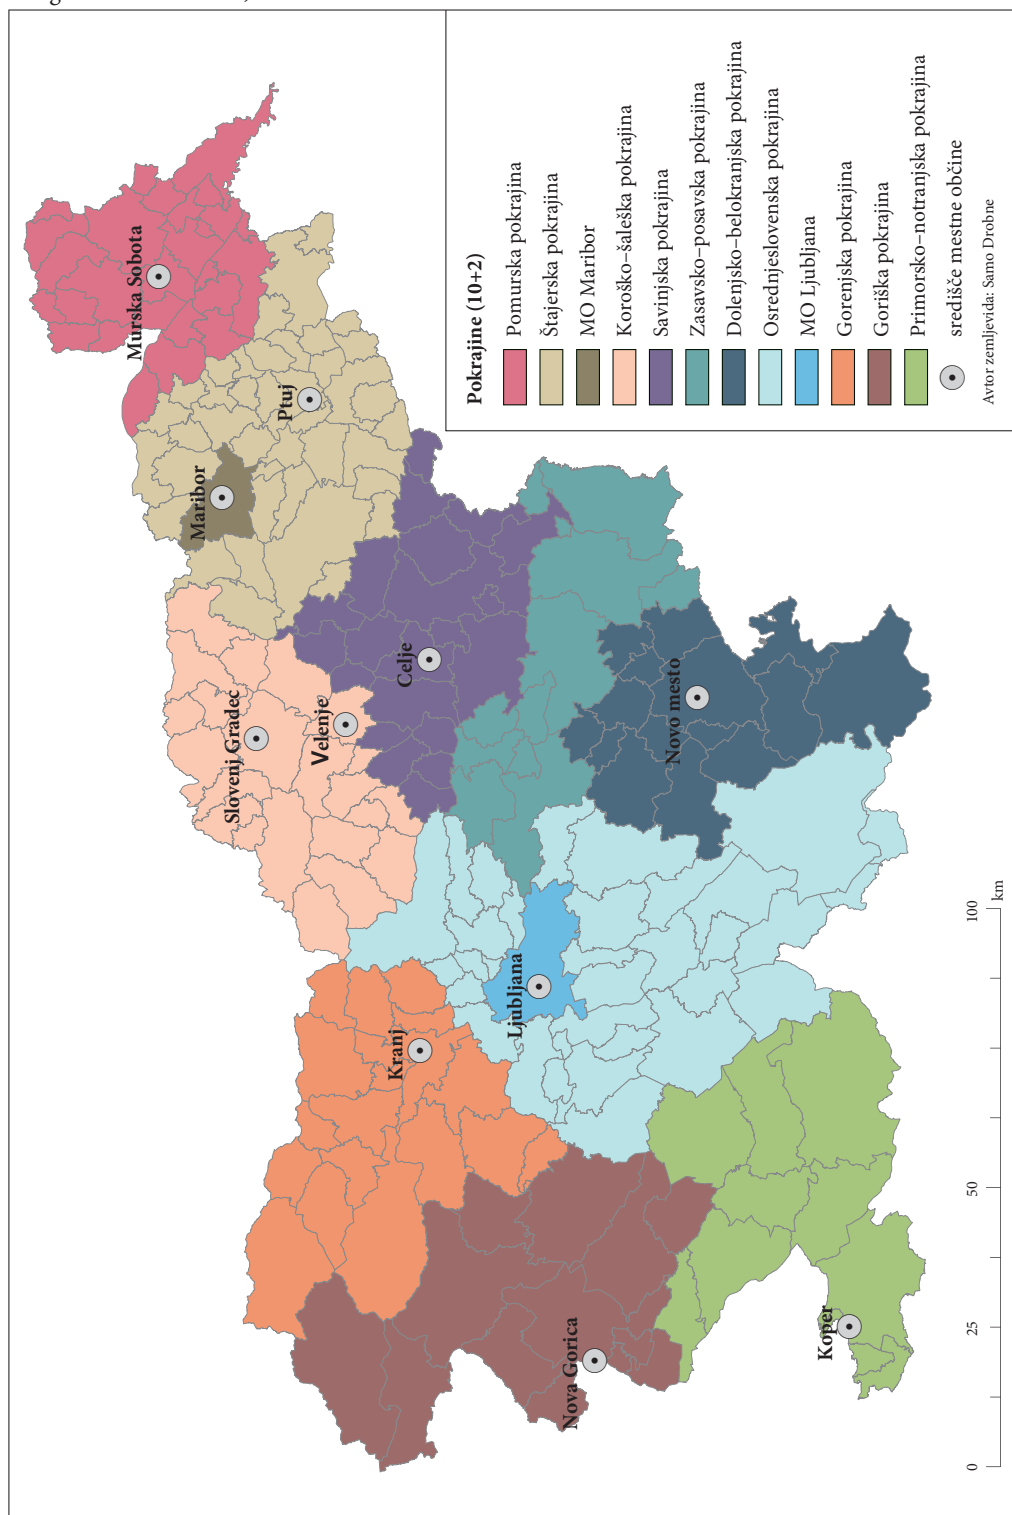 Murska Sobota
Maribor
Ptuj
Slovenj Gradec
Velenje
Celje
Kranj
Ljubljana
Novo mesto
Nova Gorica
Koper
Pokrajine (10+2)
Pomurska pokrajina
Štajerska pokrajina
MO Maribor
Koroško–šaleška pokrajina
Savinjska pokrajina
Zasavsko–posavska pokrajina
Dolenjsko–belokranjska pokrajina
Osrednjeslovenska pokrajina
MO Ljubljana
Gorenjska pokrajina
Goriška pokrajina
Primorsko–notranjska pokrajina
središče mestne občine
Avtor zemljevida: Samo Drobne
0 25 50 100
km